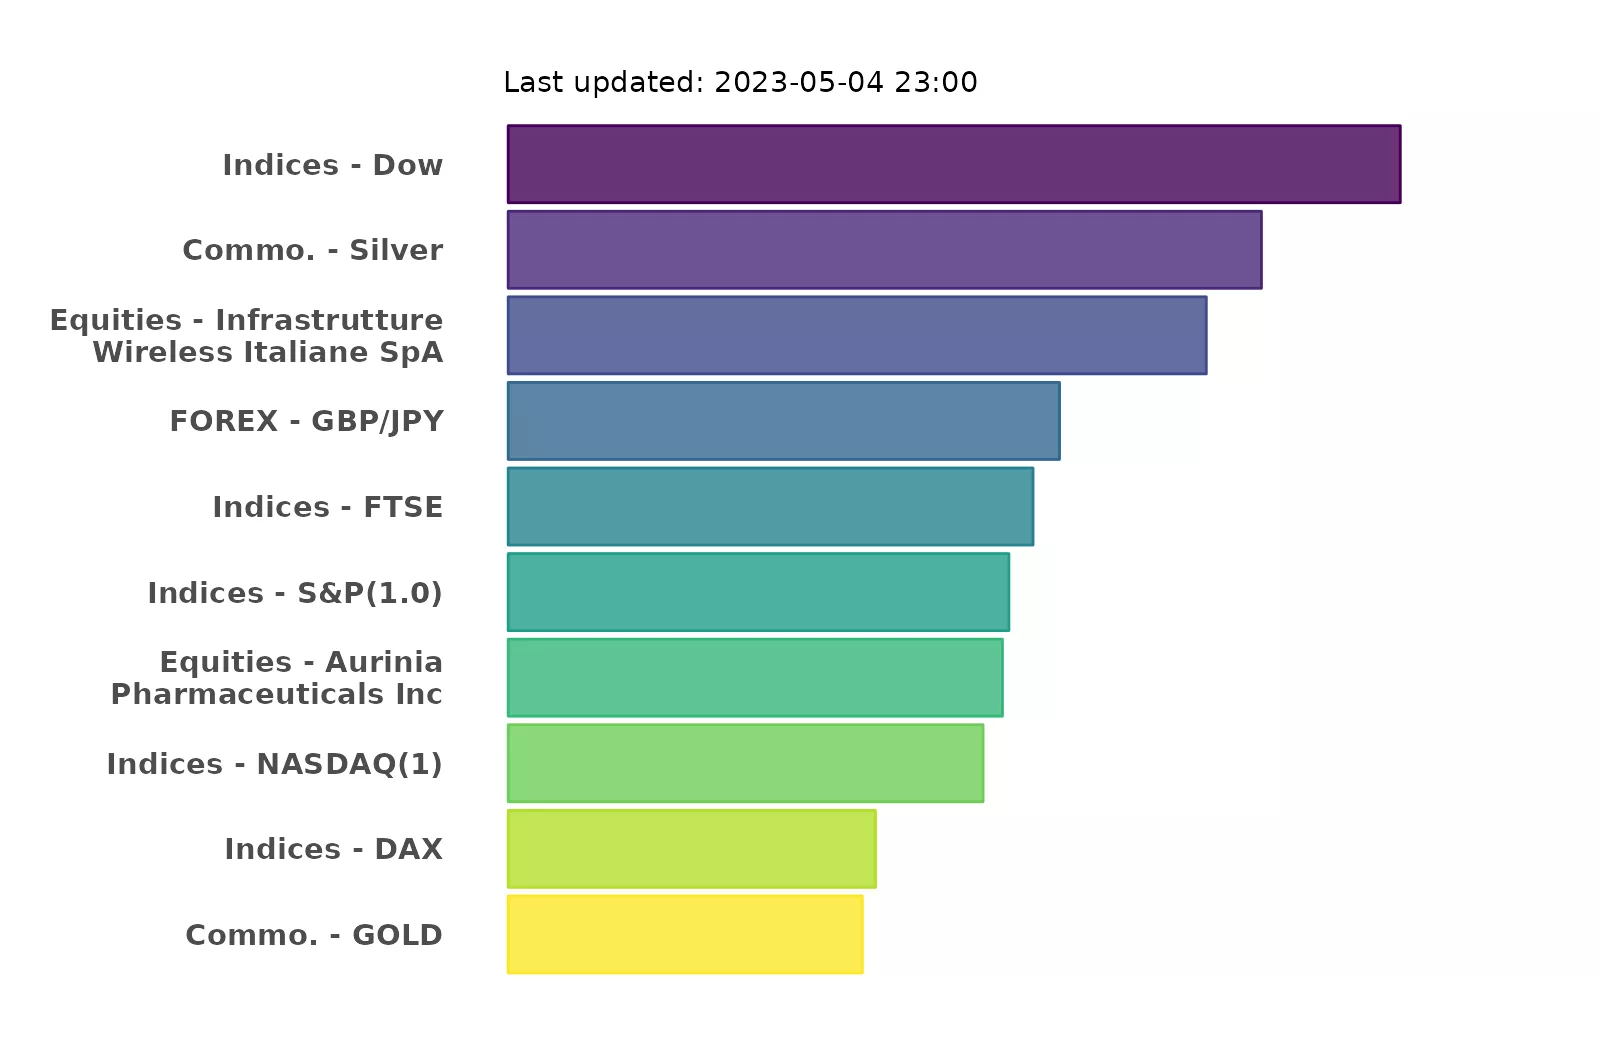 Last updated: 2023-05-04 23:00
Indices - Dow
Commo. - Silver
Equities - Infrastrutture
Wireless Italiane SpA
FOREX - GBP/JPY
Indices - FTSE
Indices - S&P(1.0)
Equities - Aurinia
Pharmaceuticals Inc
Indices - NASDAQ(1)
Indices - DAX
Commo. - GOLD